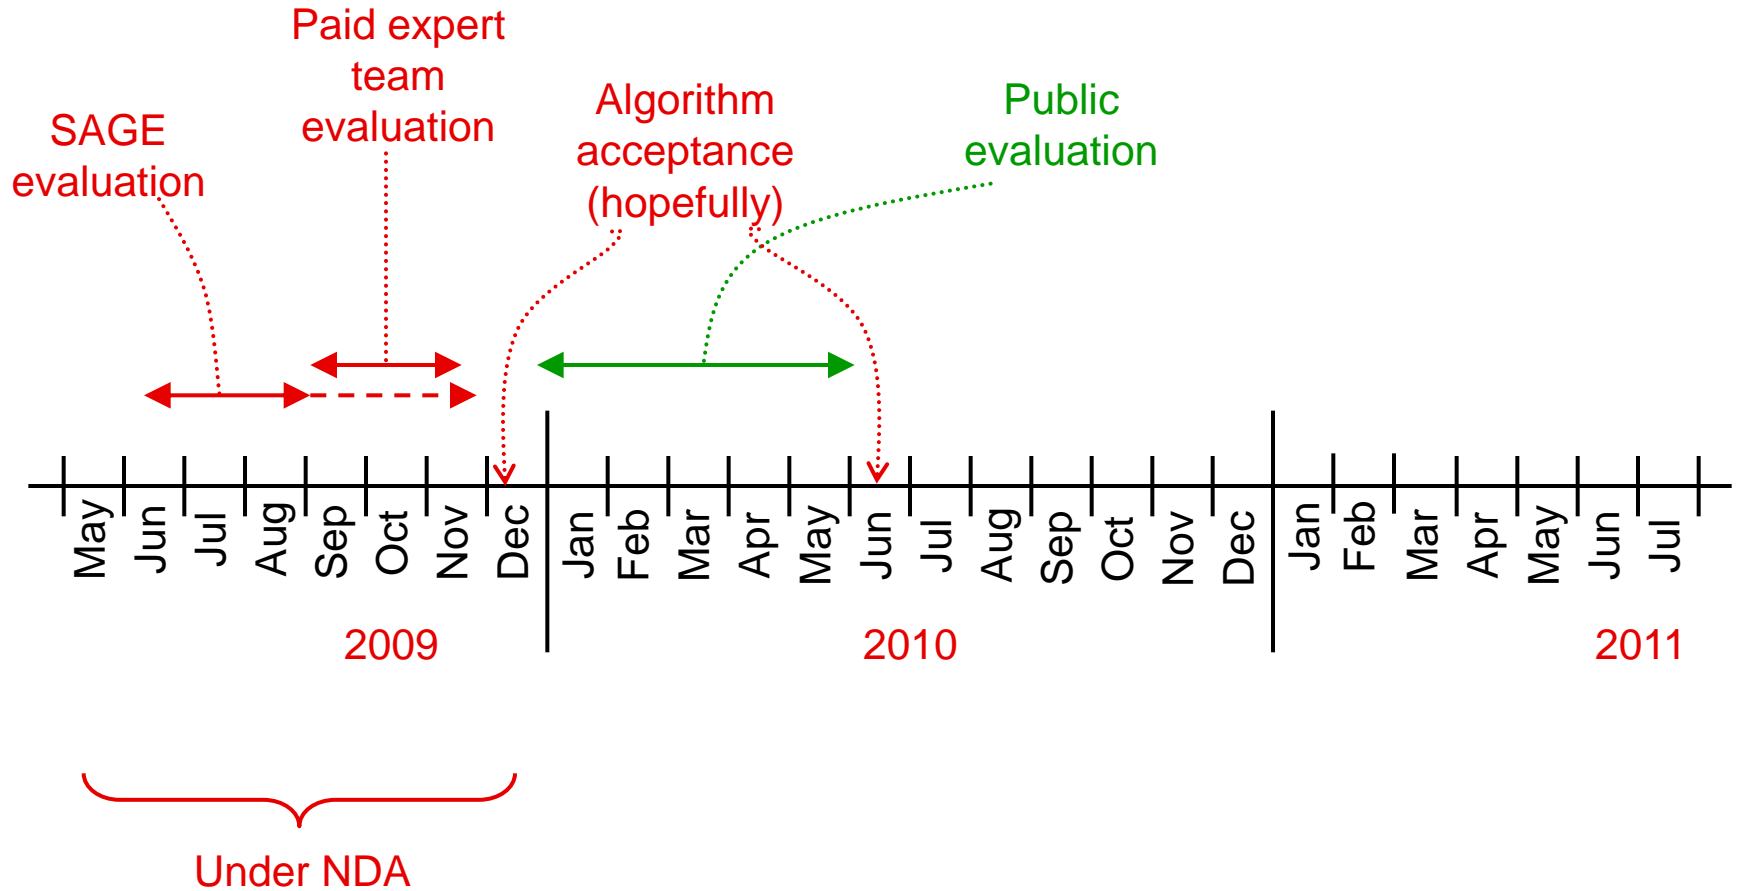 Paid expert
team
evaluation
SAGE
evaluation
Algorithm
acceptance
(hopefully)
Public
evaluation
May
Jun
Jul
Aug
Sep
Oct
Nov
Dec
Jan
Feb
Mar
Apr
May
Jun
Jul
Aug
Sep
Oct
Nov
Dec
Jan
Feb
Mar
Apr
May
Jun
Jul
2009
2010
2011
Under NDA